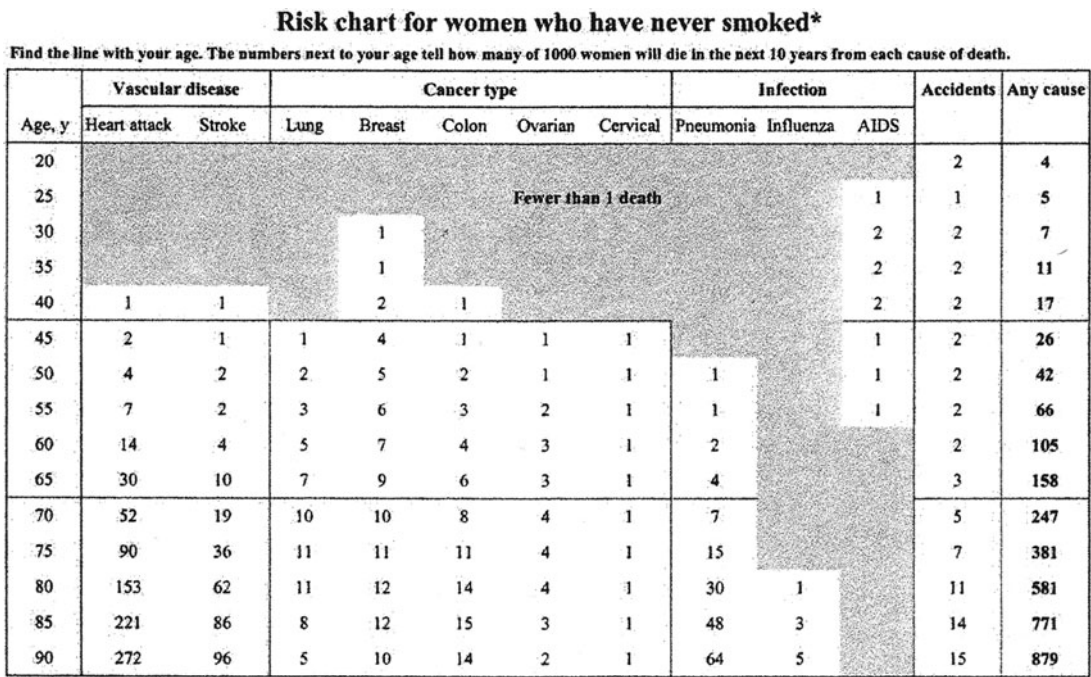 Risk chart for women who have never smoked*
Find the line with your age. The numbers next to your age tell how many of 1000 women will die in the next 10 years from each cause of death.
Vascular disease Cancer type Infection Accidents Any cause
Age, y Heart attack Stroke Lung Breast Colon Ovarian Cervical Pneumonia Influenza AIDS
20 2 4
25 Fewer than 1 death 1 1 5
30 1 2 2 7
35 1 2 2 11
40 1 1 2 1 2 2 17
45 2 1 1 4 1 1 1 1 2 26
50 4 2 2 5 2 1 1 1 1 2 42
55 7 2 3 6 3 2 1 1 1 2 66
60 14 4 5 7 4 3 1 2 2 105
65 30 10 7 9 6 3 1 4 3 158
70 52 19 10 10 8 4 1 7 5 247
75 90 36 11 11 11 4 1 15 7 381
80 153 62 11 12 14 4 1 30 1 11 581
85 221 86 8 12 15 3 1 48 3 14 771
90 272 96 5 10 14 2 1 64 5 15 879